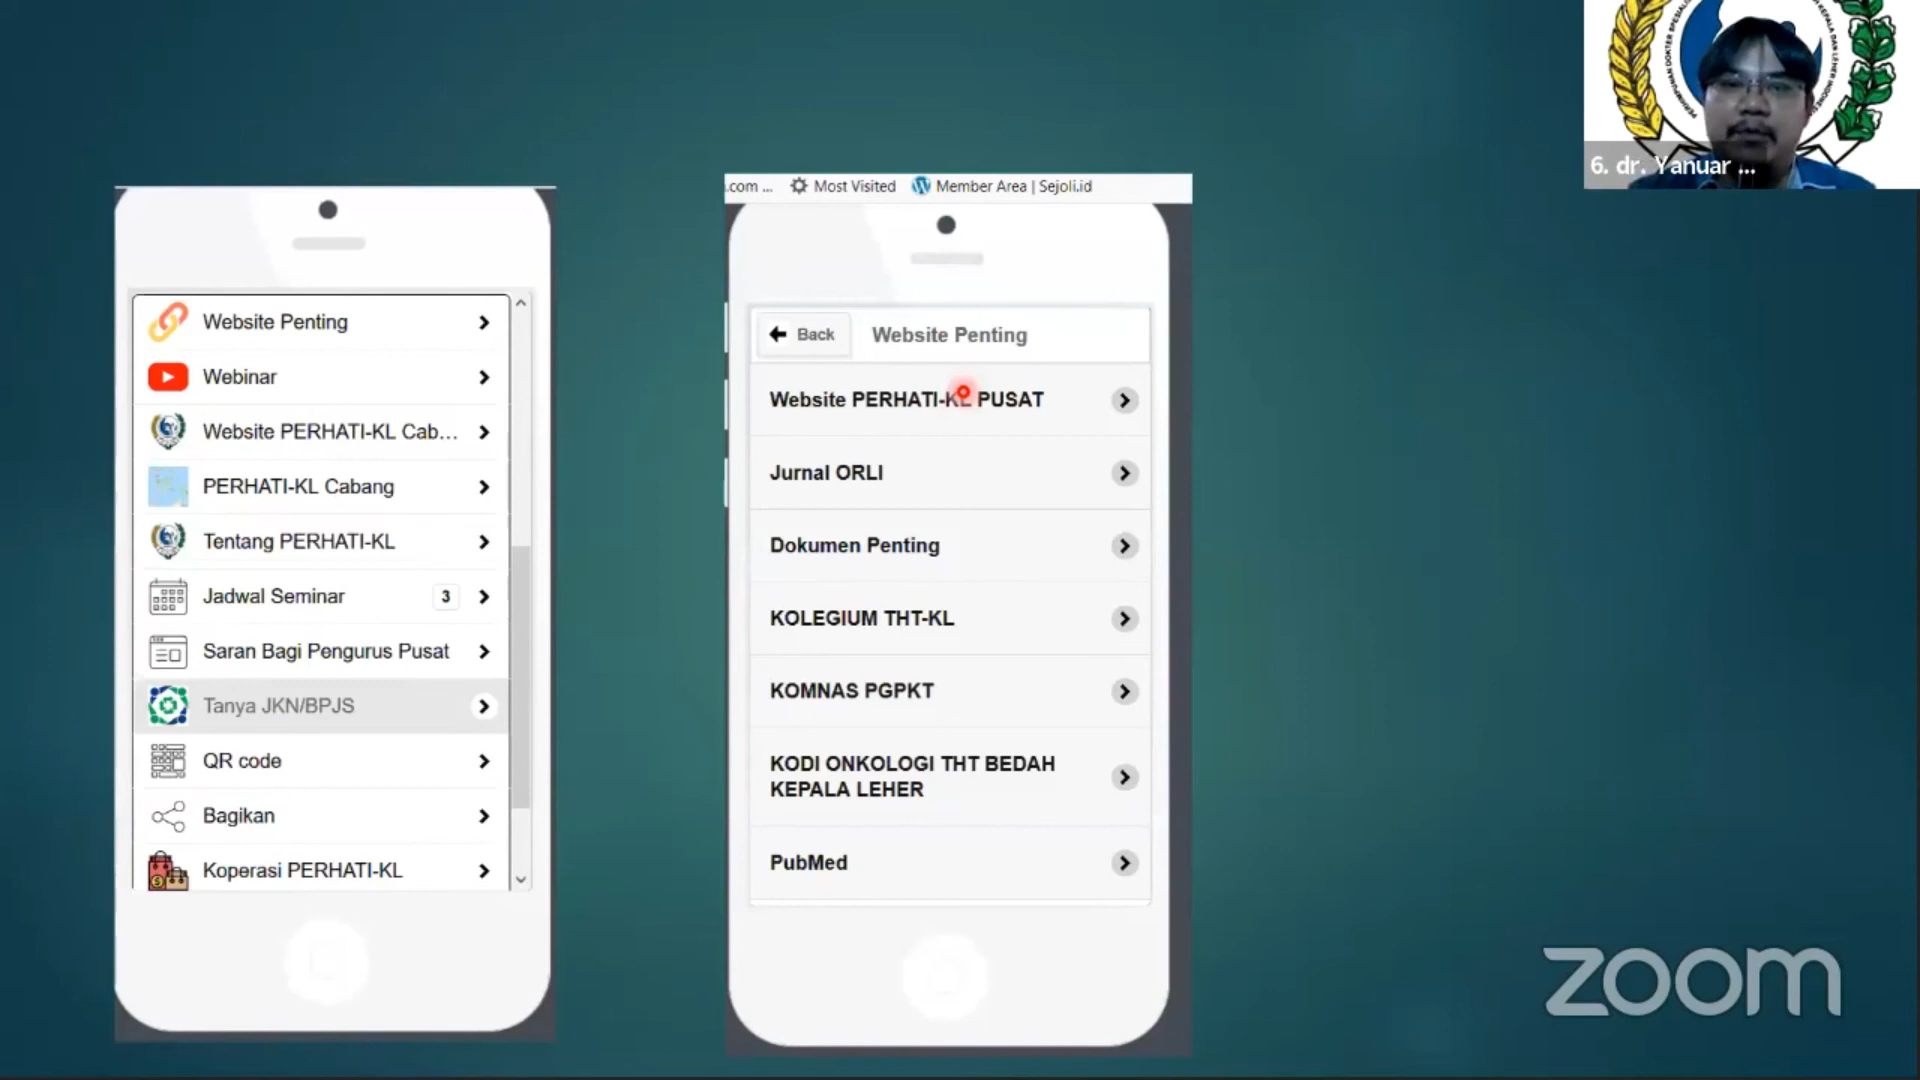 Website Penting
Webinar
Website PERHATI-KL Cab...
PERHATI-KL Cabang
Tentang PERHATI-KL
Jadwal Seminar 3
Saran Bagi Pengurus Pusat
Tanya JKN/BPJS
QR code
Bagikan
Koperasi PERHATI-KL
.com ... Most Visited Member Area | Sejoli.id
Back Website Penting
Website PERHATI-KL PUSAT
Jurnal ORLI
Dokumen Penting
KOLEGIUM THT-KL
KOMNAS PGPKT
KODI ONKOLOGI THT BEDAH
KEPALA LEHER
PubMed
6. dr. Yanuar ...
zoom